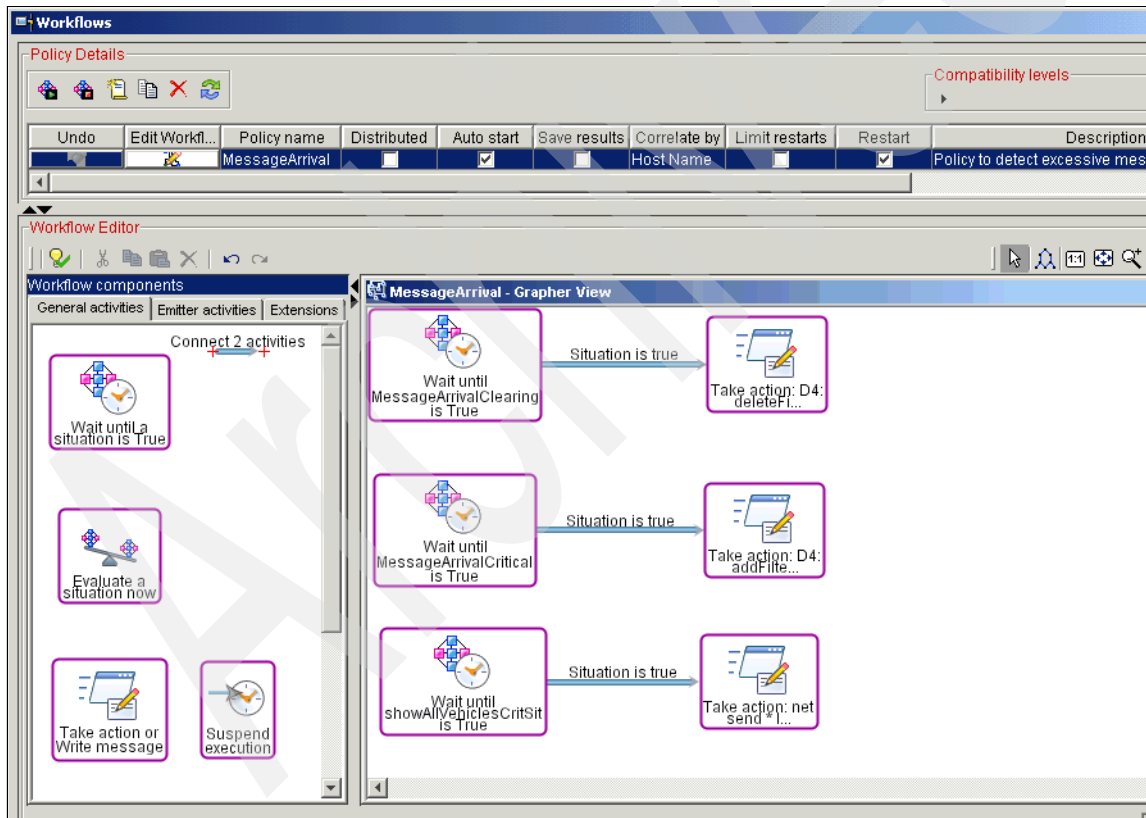 Workflows
Policy Details
Compatibility levels
Undo Edit Workfl... Policy name Distributed Auto start Save results Correlate by Limit restarts Restart Description
MessageArrival Host Name Policy to detect excessive mes
Workflow Editor
1:1
Workflow components
General activities Emitter activities Extensions
Connect 2 activities
Wait until a
situation is True
Evaluate a
situation now
Take action or
Write message
Suspend
execution
MessageArrival - Grapher View
Wait until
MessageArrivalClearing
is True
Situation is true
Take action: D4:
deleteFi...
Wait until
MessageArrivalCritical
is True
Situation is true
Take action: D4:
addFilte...
Wait until
showAllVehiclesCritSit
is True
Situation is true
Take action: net
send * I...